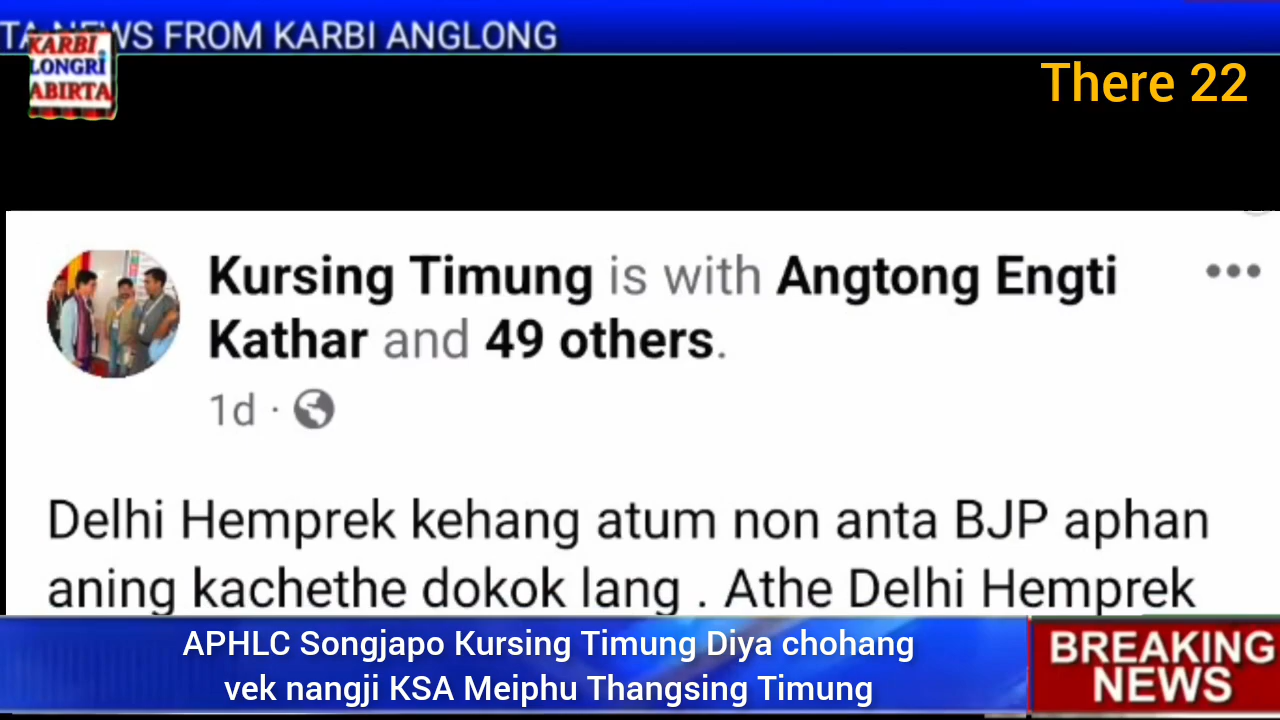 TA NEWS FROM KARBI ANGLONG
KARBI
LONGRI
ABIRTA
There 22
Kursing Timung is with Angtong Engti
Kathar and 49 others.
1d ·
Delhi Hemprek kehang atum non anta BJP aphan
aning kachethe dokok lang . Athe Delhi Hemprek
APHLC Songjapo Kursing Timung Diya chohang
vek nangji KSA Meiphu Thangsing Timung
BREAKING
NEWS